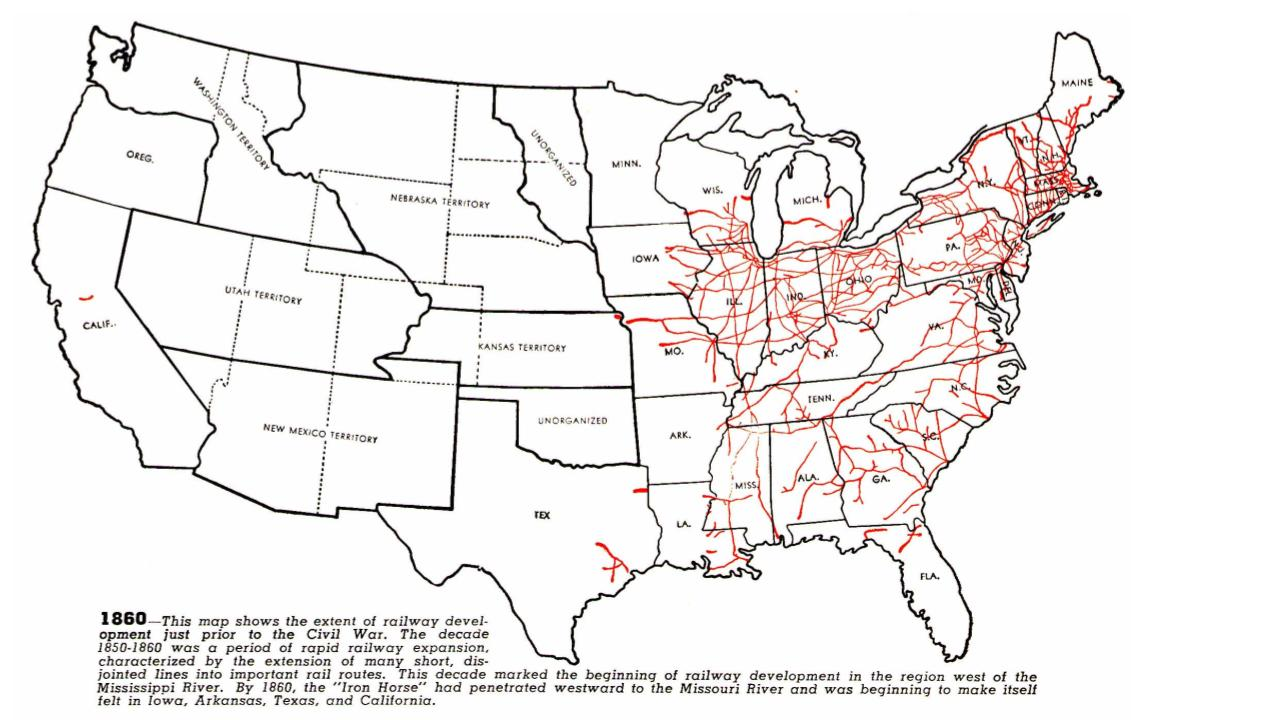 MAINE
WASHINGTON TERRITORY
OREG.
UNORGANIZED
MINN.
VT.
N.H.
N.Y.
MASS.
CONN.
WIS.
MICH.
NEBRASKA TERRITORY
IOWA
PA.
UTAH TERRITORY
ILL.
IND.
OHIO
MD.
DEL.
CALIF.
KANSAS TERRITORY
MO.
KY.
VA.
NEW MEXICO TERRITORY
UNORGANIZED
ARK.
TENN.
N.C.
S.C.
TEX
LA.
MISS.
ALA.
GA.
FLA.
1860—This map shows the extent of railway devel-
opment just prior to the Civil War. The decade
1850-1860 was a period of rapid railway expansion,
characterized by the extension of many short, dis-
jointed lines into important rail routes. This decade marked the beginning of railway development in the region west of the
Mississippi River. By 1860, the "Iron Horse" had penetrated westward to the Missouri River and was beginning to make itself
felt in Iowa, Arkansas, Texas, and California.